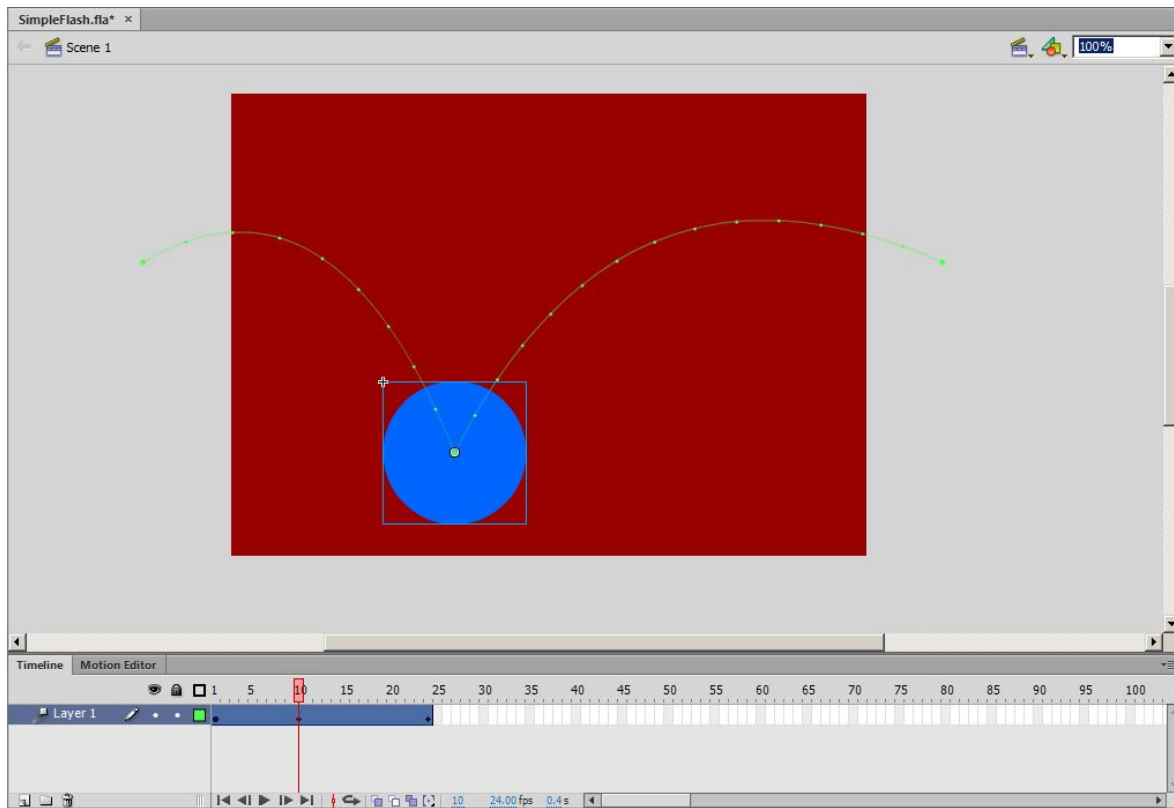 SimpleFlash.fla* ×
Scene 1
100%
Timeline Motion Editor
1 5 10 15 20 25 30 35 40 45 50 55 60 65 70 75 80 85 90 95 100
Layer 1
10 24.00 fps 0.4 s